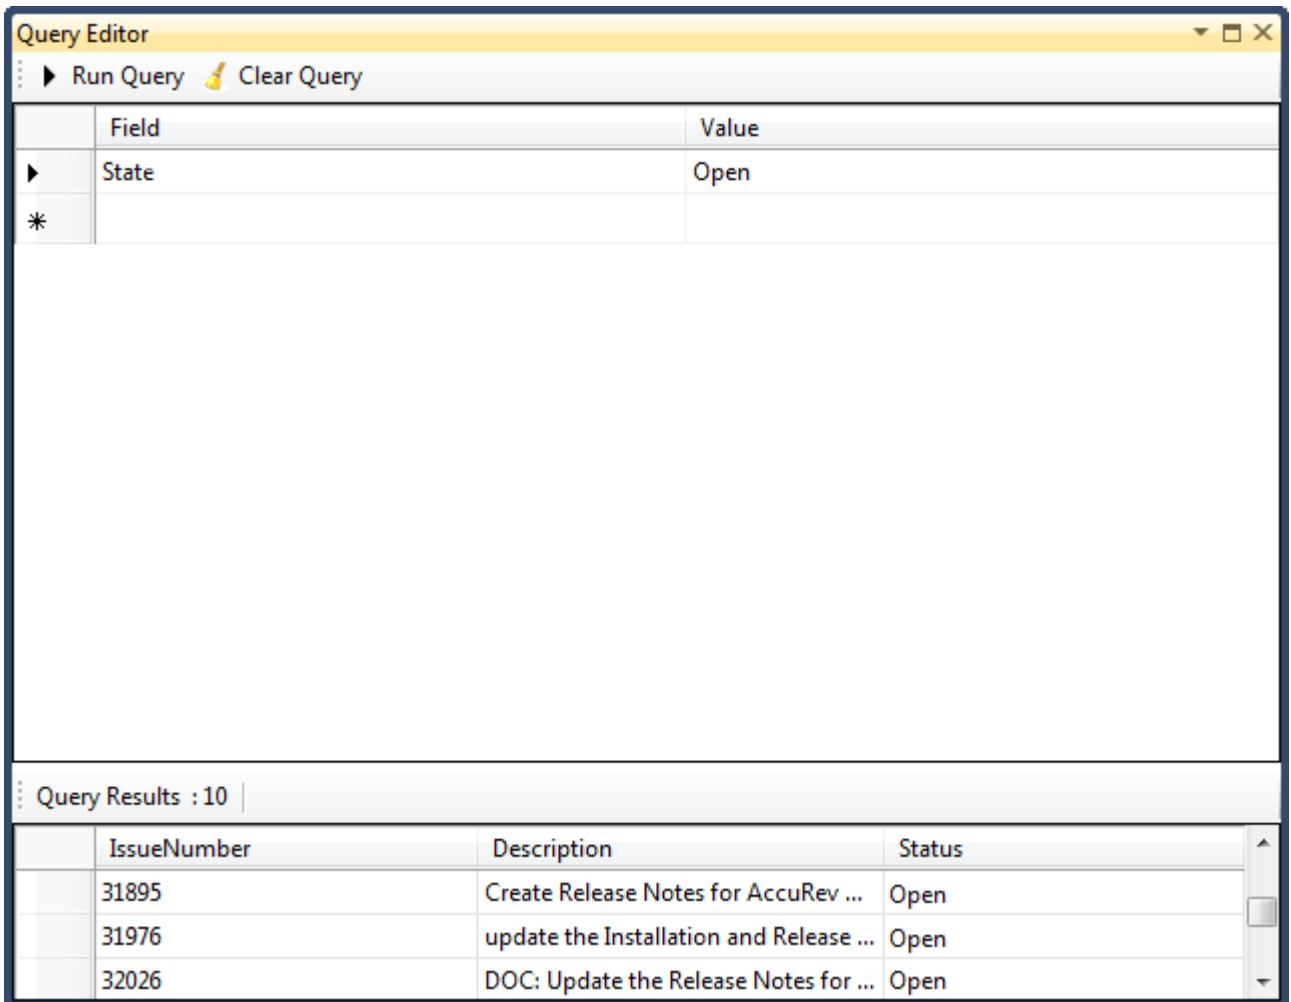 Query Editor
Run Query Clear Query
Field Value
State Open
Query Results : 10
IssueNumber Description Status
31895 Create Release Notes for AccuRev ... Open
31976 update the Installation and Release ... Open
32026 DOC: Update the Release Notes for ... Open